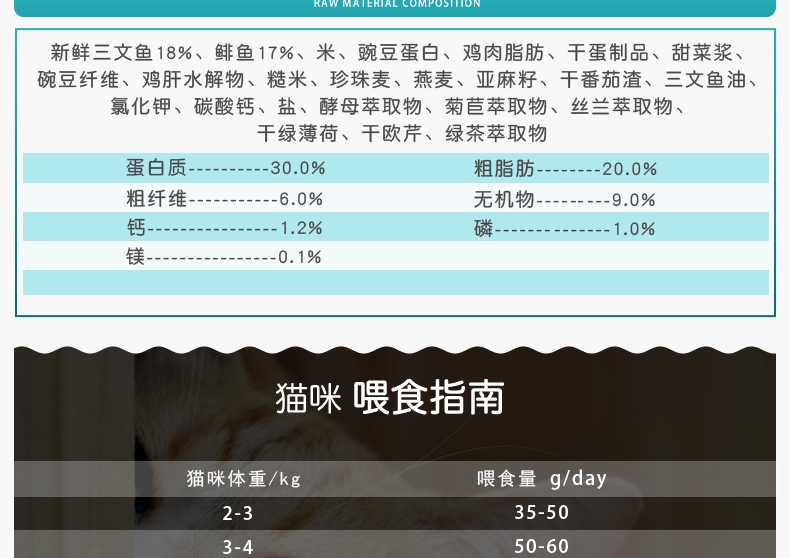 RAW MATERIAL COMPOSITION
新鲜三文鱼18%、鲱鱼17%、米、豌豆蛋白、鸡肉脂肪、干蛋制品、甜菜浆、
豌豆纤维、鸡肝水解物、糙米、珍珠麦、燕麦、亚麻籽、干番茄渣、三文鱼油、
氯化钾、碳酸钙、盐、酵母萃取物、菊苣萃取物、丝兰萃取物、
干绿薄荷、干欧芹、绿茶萃取物
蛋白质----------30.0% 粗脂肪--------20.0%
粗纤维-----------6.0% 无机物---------9.0%
钙----------------1.2% 磷--------------1.0%
镁----------------0.1%
猫咪 喂食指南
猫咪体重/kg 喂食量 g/day
2-3 35-50
3-4 50-60